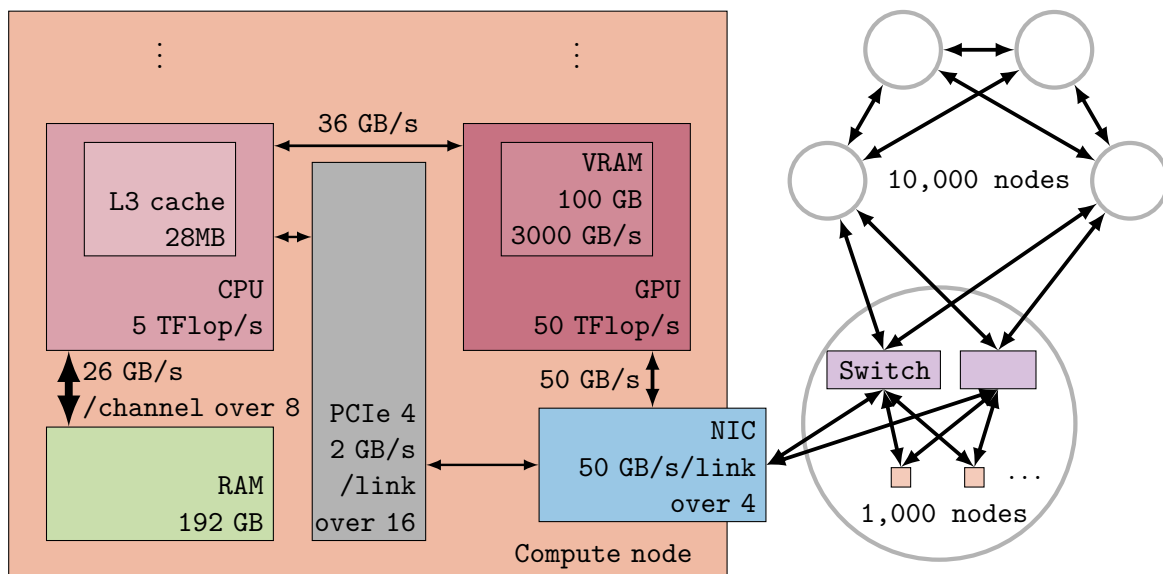 36 GB/s
L3 cache
28MB
CPU
5 TFlop/s
VRAM
100 GB
3000 GB/s
GPU
50 TFlop/s
26 GB/s
/channel over 8
RAM
192 GB
PCIe 4
2 GB/s
/link
over 16
50 GB/s
NIC
50 GB/s/link
over 4
Compute node
10,000 nodes
Switch
1,000 nodes